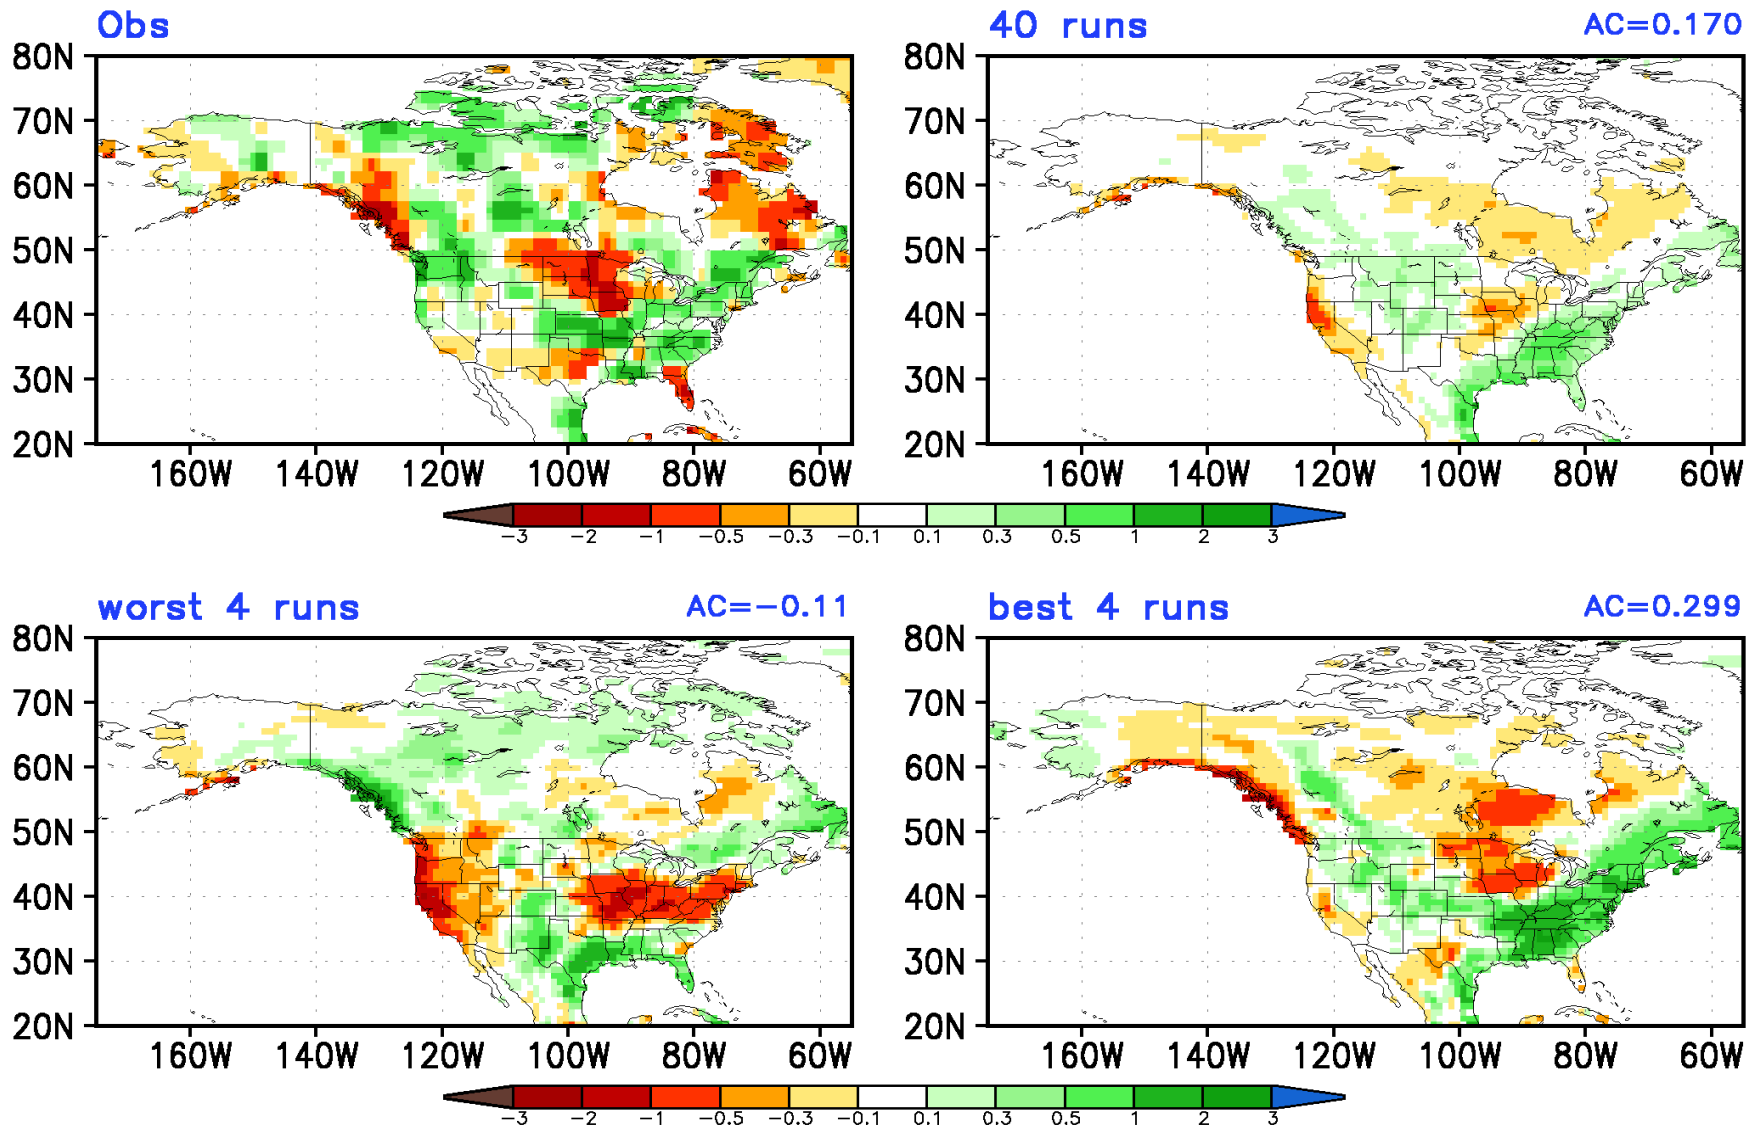 Obs
40 runs AC=0.170
80N 80N
70N 70N
60N 60N
50N 50N
40N 40N
30N 30N
20N 20N
160W 140W 120W 100W 80W 60W 160W 140W 120W 100W 80W 60W
-3 -2 -1 -0.5 -0.3 -0.1 0.1 0.3 0.5 1 2 3
worst 4 runs AC=-0.11
best 4 runs AC=0.299
80N 80N
70N 70N
60N 60N
50N 50N
40N 40N
30N 30N
20N 20N
160W 140W 120W 100W 80W 60W 160W 140W 120W 100W 80W 60W
-3 -2 -1 -0.5 -0.3 -0.1 0.1 0.3 0.5 1 2 3